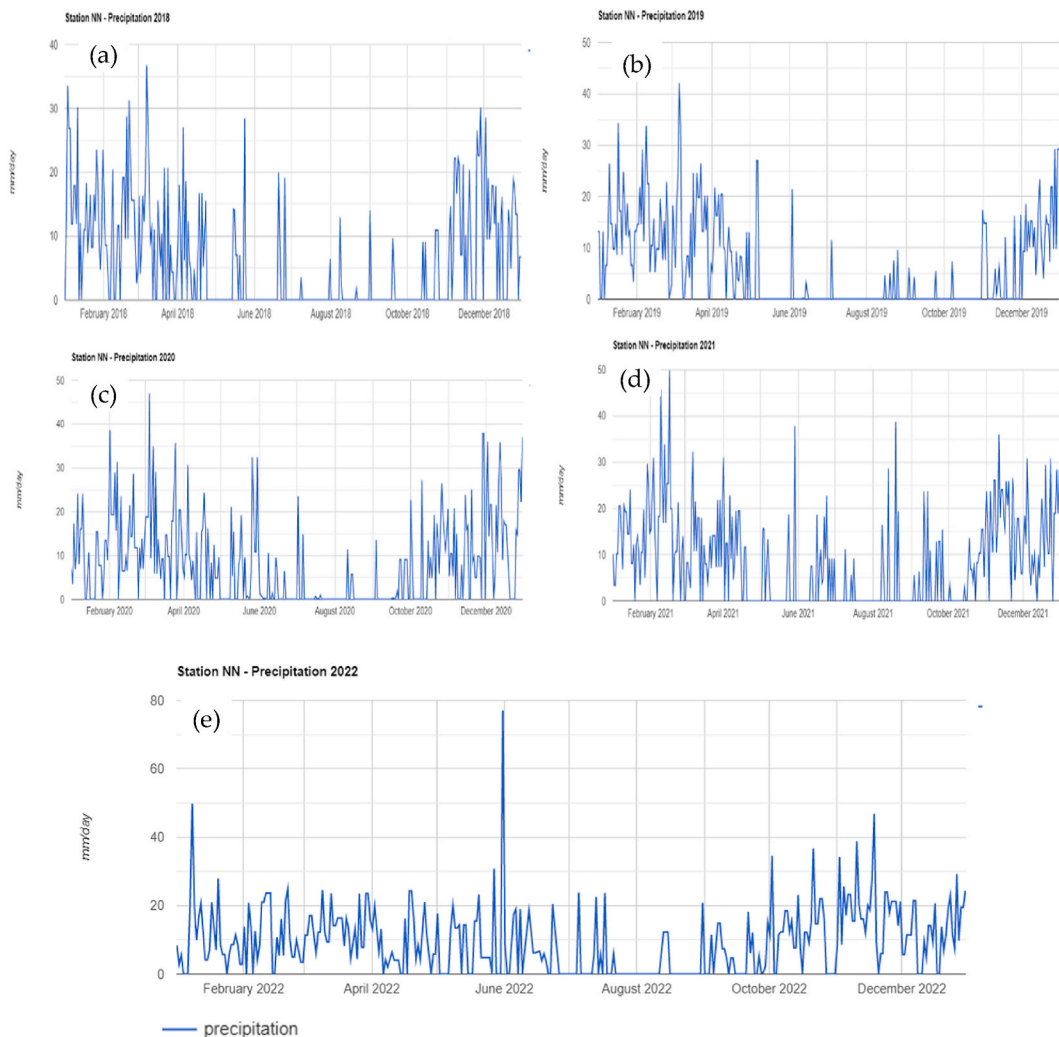 Station NN - Precipitation 2018
(a)
mm/day
40
30
20
10
0
February 2018 April 2018 June 2018 August 2018 October 2018 December 2018
Station NN - Precipitation 2019
(b)
mm/day
50
40
30
20
10
0
February 2019 April 2019 June 2019 August 2019 October 2019 December 2019
Station NN - Precipitation 2020
(c)
mm/day
50
40
30
20
10
0
February 2020 April 2020 June 2020 August 2020 October 2020 December 2020
Station NN - Precipitation 2021
(d)
mm/day
50
40
30
20
10
0
February 2021 April 2021 June 2021 August 2021 October 2021 December 2021
Station NN - Precipitation 2022
(e)
mm/day
80
60
40
20
0
February 2022 April 2022 June 2022 August 2022 October 2022 December 2022
precipitation